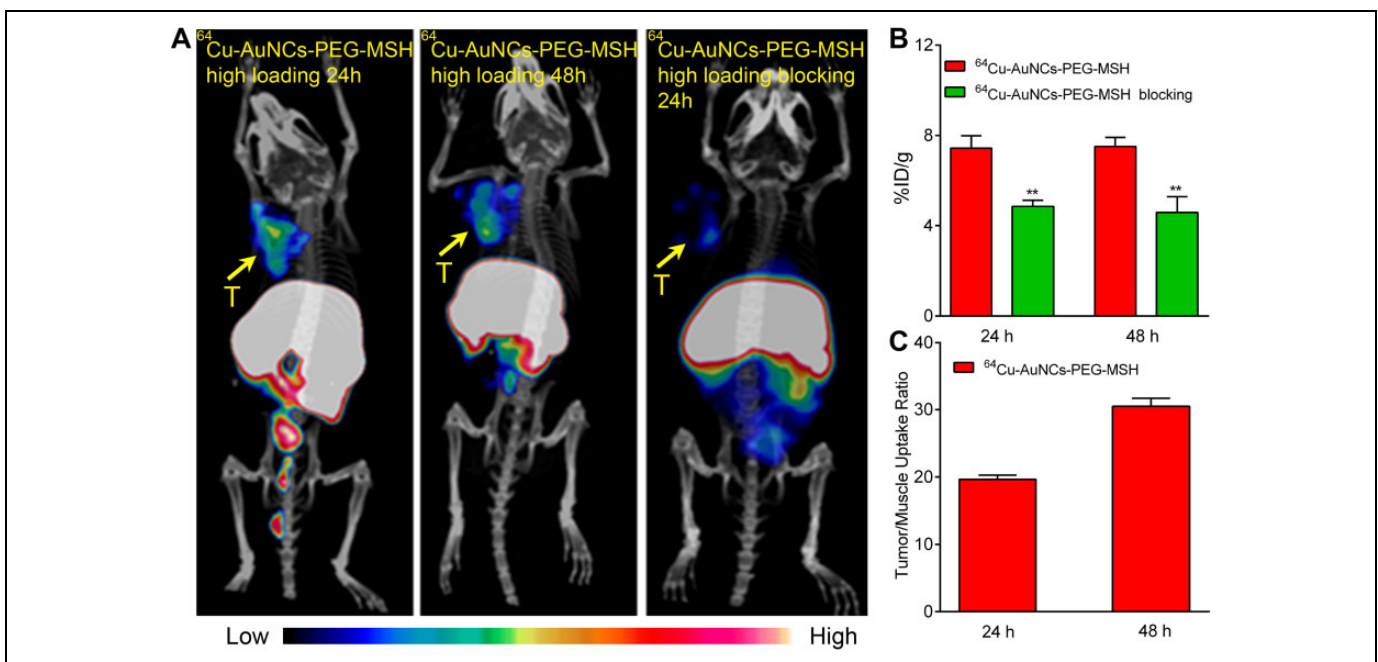 A
64
Cu-AuNCs-PEG-MSH
high loading 24h
T
64
Cu-AuNCs-PEG-MSH
high loading 48h
T
64
Cu-AuNCs-PEG-MSH
high loading blocking
24h
T
Low
High
B
12
8
4
0
%ID/g
64Cu-AuNCs-PEG-MSH
64Cu-AuNCs-PEG-MSH blocking
**
**
24 h
48 h
C
40
30
20
10
0
Tumor/Muscle Uptake Ratio
64Cu-AuNCs-PEG-MSH
24 h
48 h